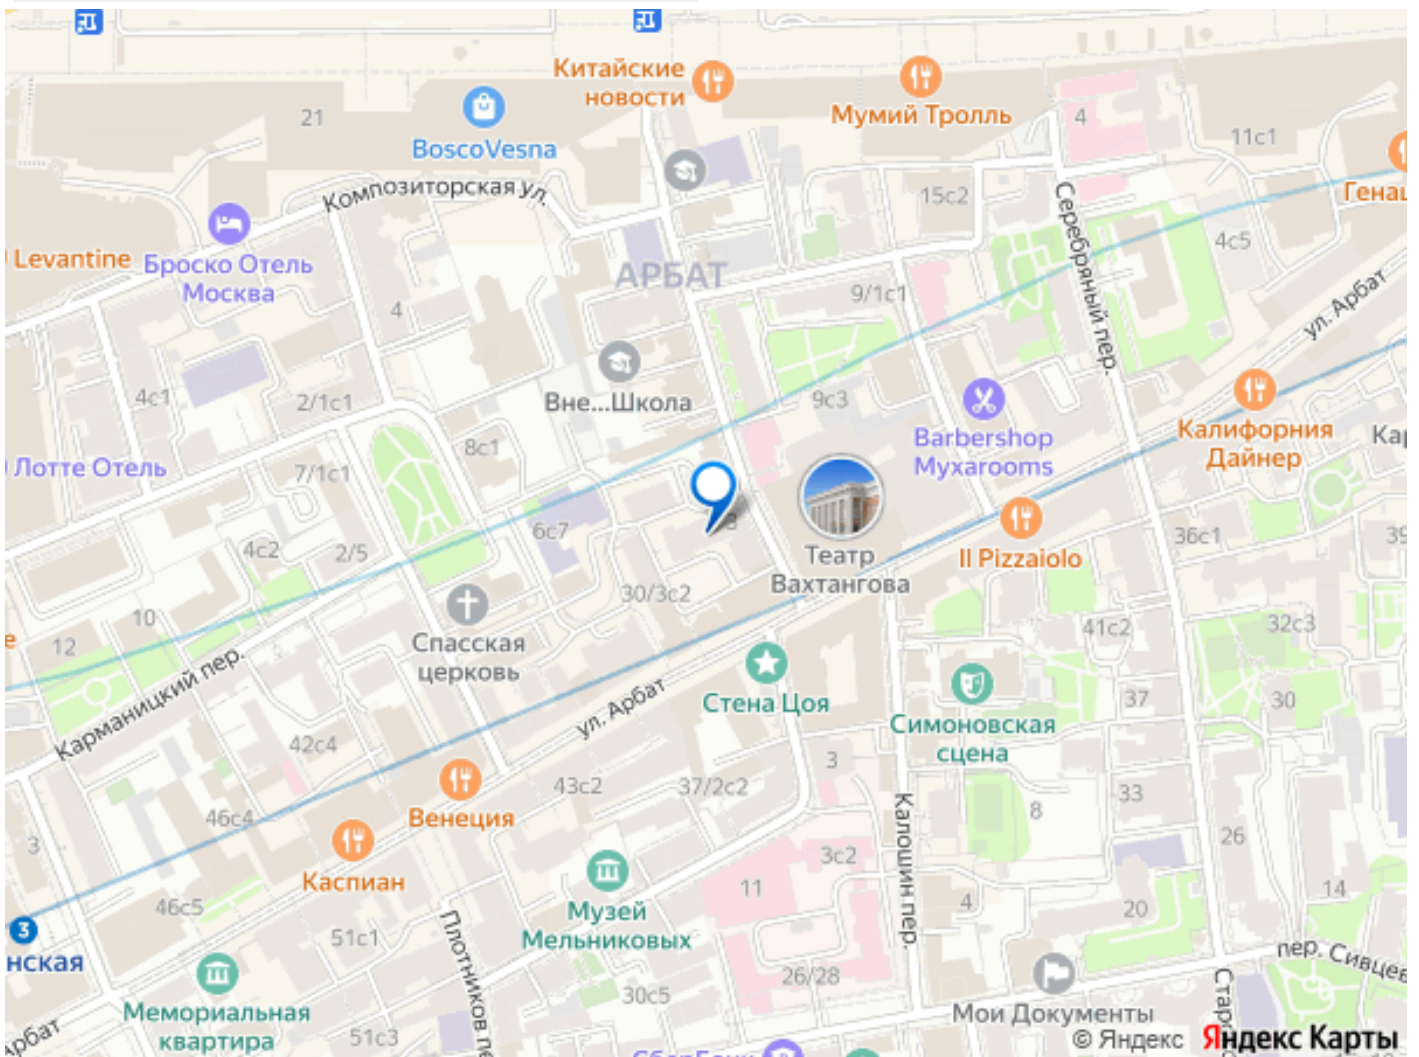 Китайские
новости
Мумий Тролль
21
BoscoVesna
4
11с1
Композиторская ул.
15с2
Серебряный пер.
Levantine
Броско Отель
Москва
АРБАТ
4с5
9/1с1
ул. Арбат
4
4с1
2/1с1
Вне...Школа
9с3
Barbershop
Мухаrooms
Калифорния
Дайнер
8с1
Лотте Отель
7/1с1
6с7
4с2
2/5
Театр
Вахтангова
Il Pizzaiolo
36с1
39
30/3с2
10
12
Спасская
церковь
41с2
32с3
Карманицкий пер.
ул. Арбат
Стена Цоя
Симоновская
сцена
37
30
42с4
3
43с2
37/2с2
33
8
Венеция
46с4
3
Калошин пер.
26
Каспиан
3с2
11
14
46с5
Музей
Мельниковых
4
20
3
нская
51с1
Плотников пе
26/28
пер. Сивцев
Мемориальная
квартира
30с5
Мои Документы
Арбат
51с3
СберБанк
© Яндекс
Яндекс Карты